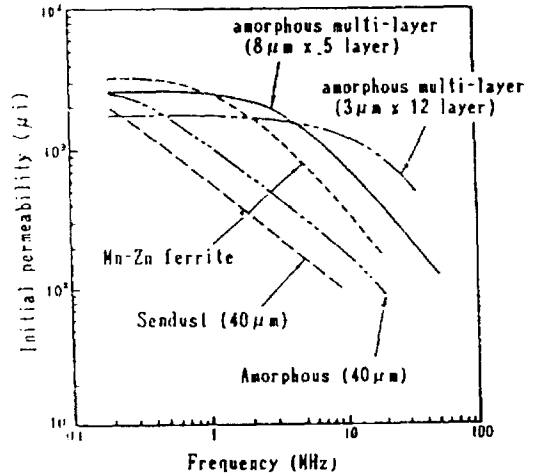 amorphous multi-layer
(8μm x 5 layer)
amorphous multi-layer
(3μm x 12 layer)
Mn-Zn ferrite
Sendust (40μm)
Amorphous (40μm)
Initial permeability (μi)
10⁴
10³
10²
10
0.1
1
10
100
Frequency (MHz)